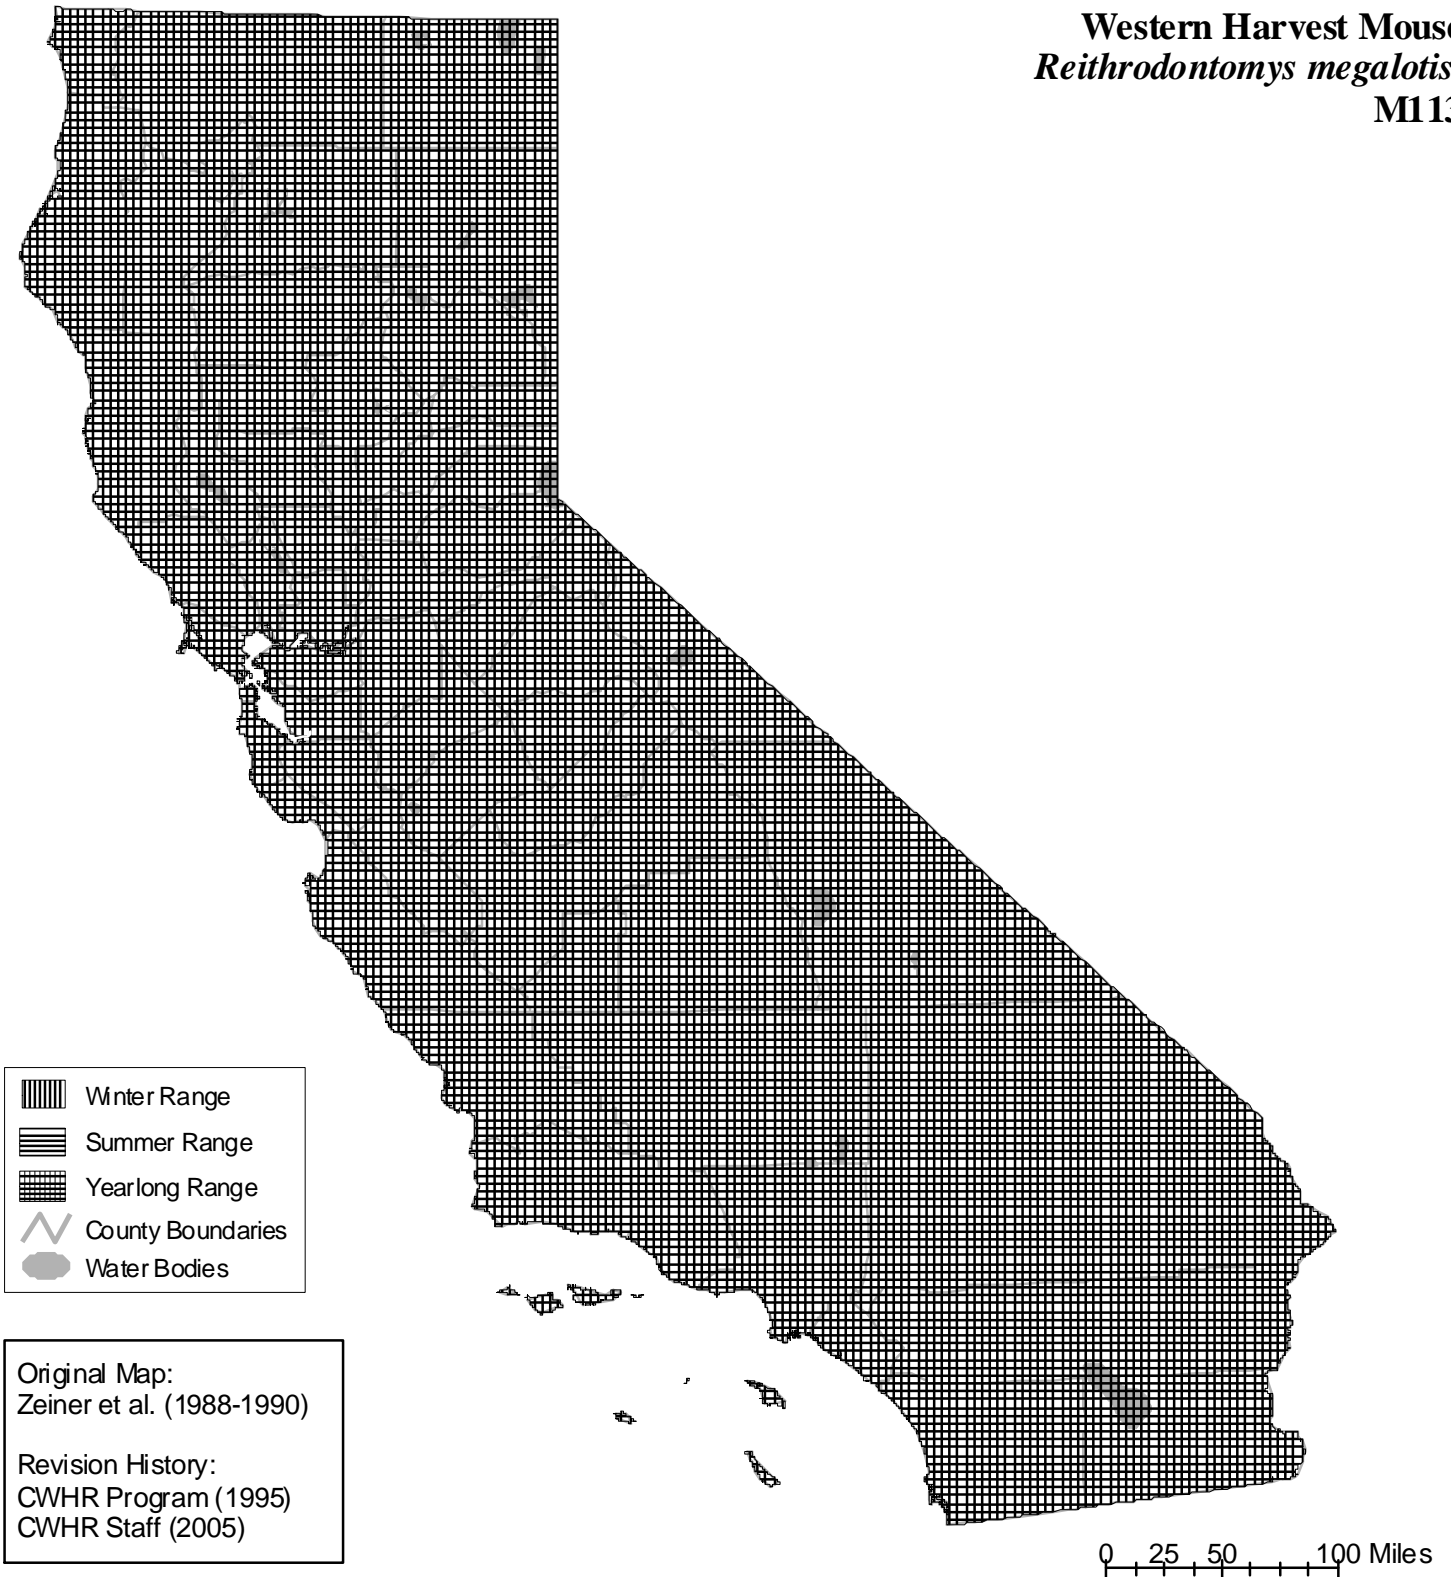 Western Harvest Mouse
Reithrodontomys megalotis
M113
Winter Range
Summer Range
Yearlong Range
County Boundaries
Water Bodies
Original Map:
Zeiner et al. (1988-1990)
Revision History:
CWHR Program (1995)
CWHR Staff (2005)
0 25 50 100 Miles